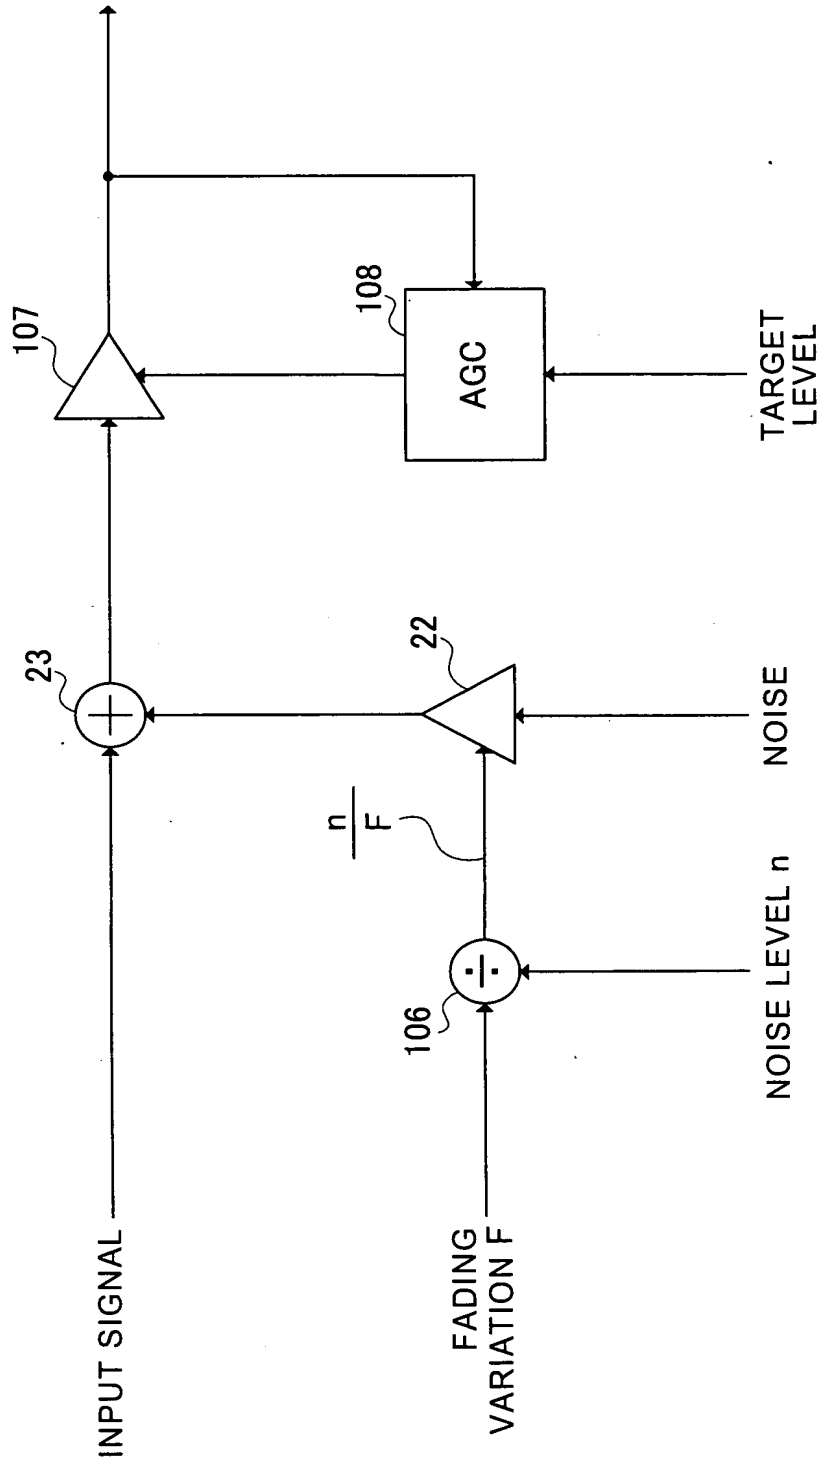 INPUT SIGNAL
23
107
FADING
VARIATION F
106
÷
n
F
22
108
AGC
NOISE LEVEL n
NOISE
TARGET
LEVEL